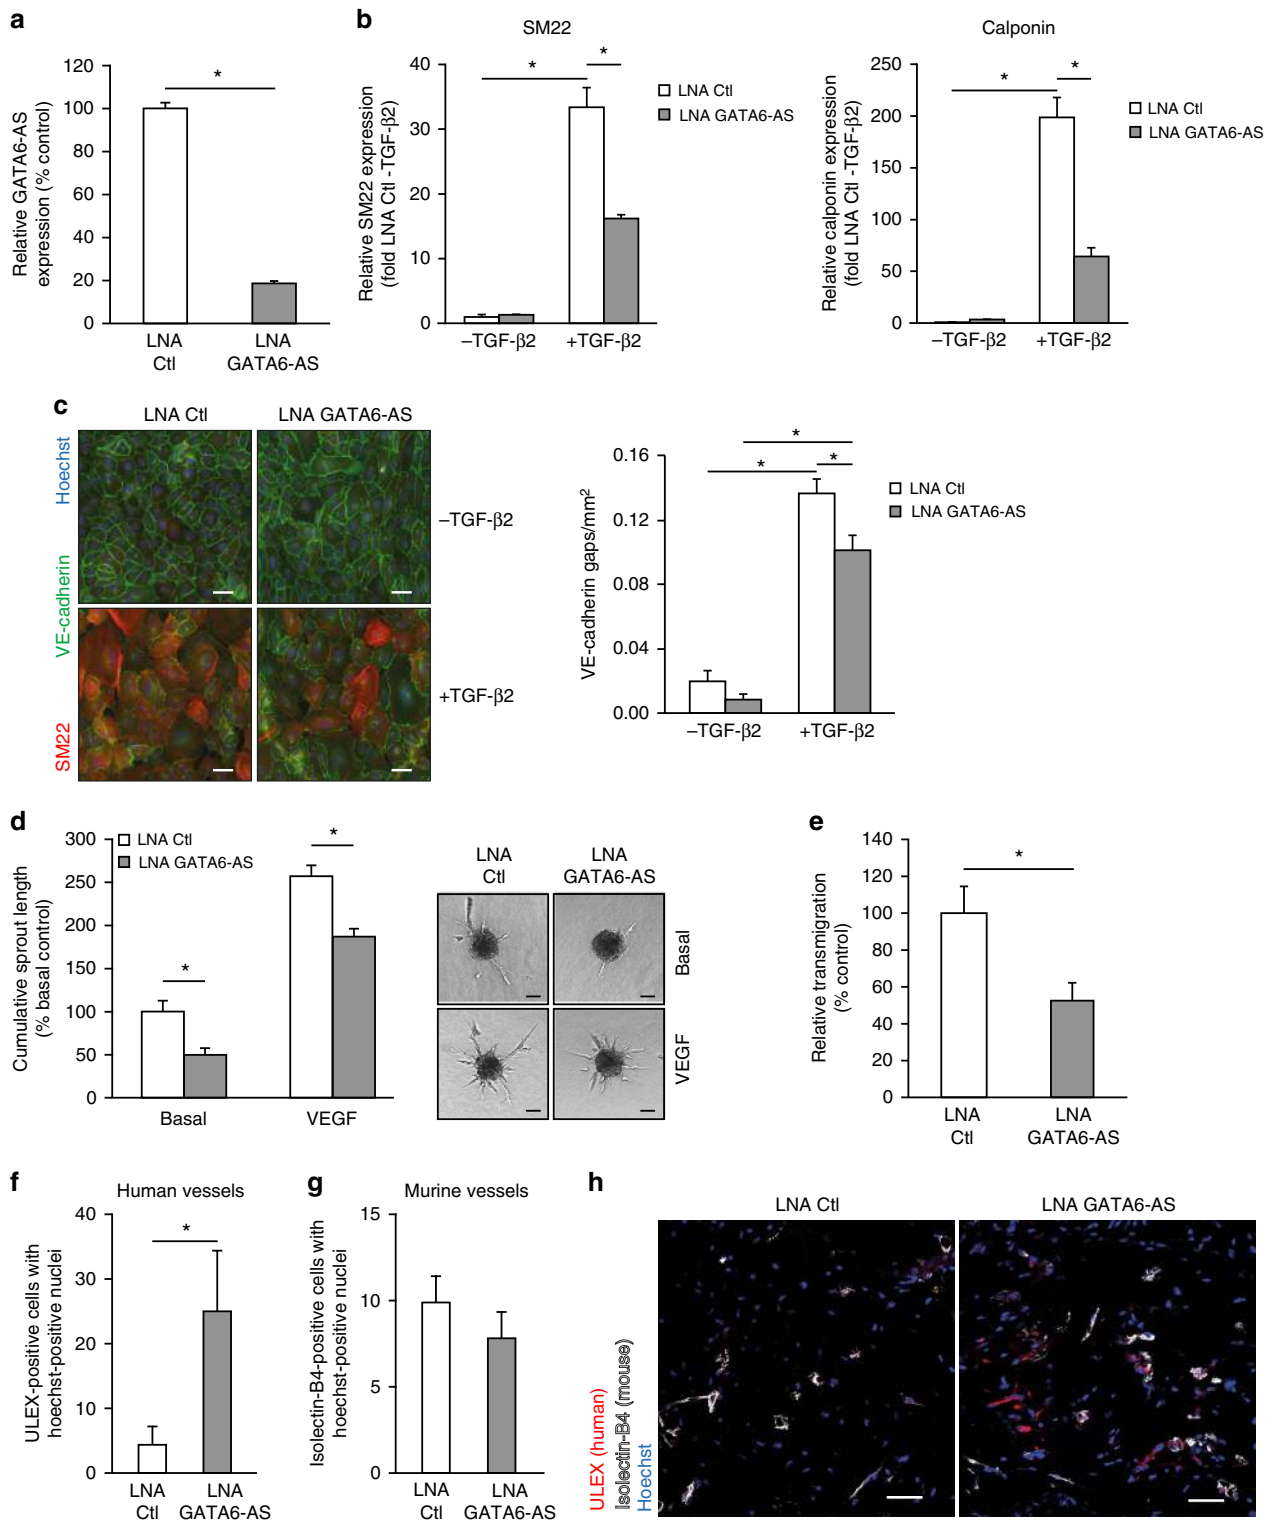 a
Relative GATA6-AS
expression (% control)
120
100
80
60
40
20
0
*
LNA
Ctl
LNA
GATA6-AS
b
SM22
Relative SM22 expression
(fold LNA Ctl -TGF-β2)
40
30
20
10
0
*
*
–TGF-β2
+TGF-β2
LNA Ctl
LNA GATA6-AS
Calponin
Relative calponin expression
(fold LNA Ctl -TGF-β2)
250
200
150
100
50
0
*
*
–TGF-β2
+TGF-β2
LNA Ctl
LNA GATA6-AS
c
LNA Ctl
LNA GATA6-AS
Hoechst
VE-cadherin
SM22
–TGF-β2
+TGF-β2
VE-cadherin gaps/mm²
0.16
0.12
0.08
0.04
0.00
*
*
*
–TGF-β2
+TGF-β2
LNA Ctl
LNA GATA6-AS
d
Cumulative sprout length
(% basal control)
300
250
200
150
100
50
0
LNA Ctl
LNA GATA6-AS
*
*
Basal
VEGF
LNA
Ctl
LNA
GATA6-AS
Basal
VEGF
e
Relative transmigration
(% control)
140
120
100
80
60
40
20
0
*
LNA
Ctl
LNA
GATA6-AS
f
Human vessels
ULEX-positive cells with
hoechst-positive nuclei
40
30
20
10
0
*
LNA
Ctl
LNA
GATA6-AS
g
Murine vessels
Isolectin-B4-positive cells with
hoechst-positive nuclei
15
10
5
0
LNA
Ctl
LNA
GATA6-AS
h
LNA Ctl
LNA GATA6-AS
ULEX (human)
Isolectin-B4 (mouse)
Hoechst